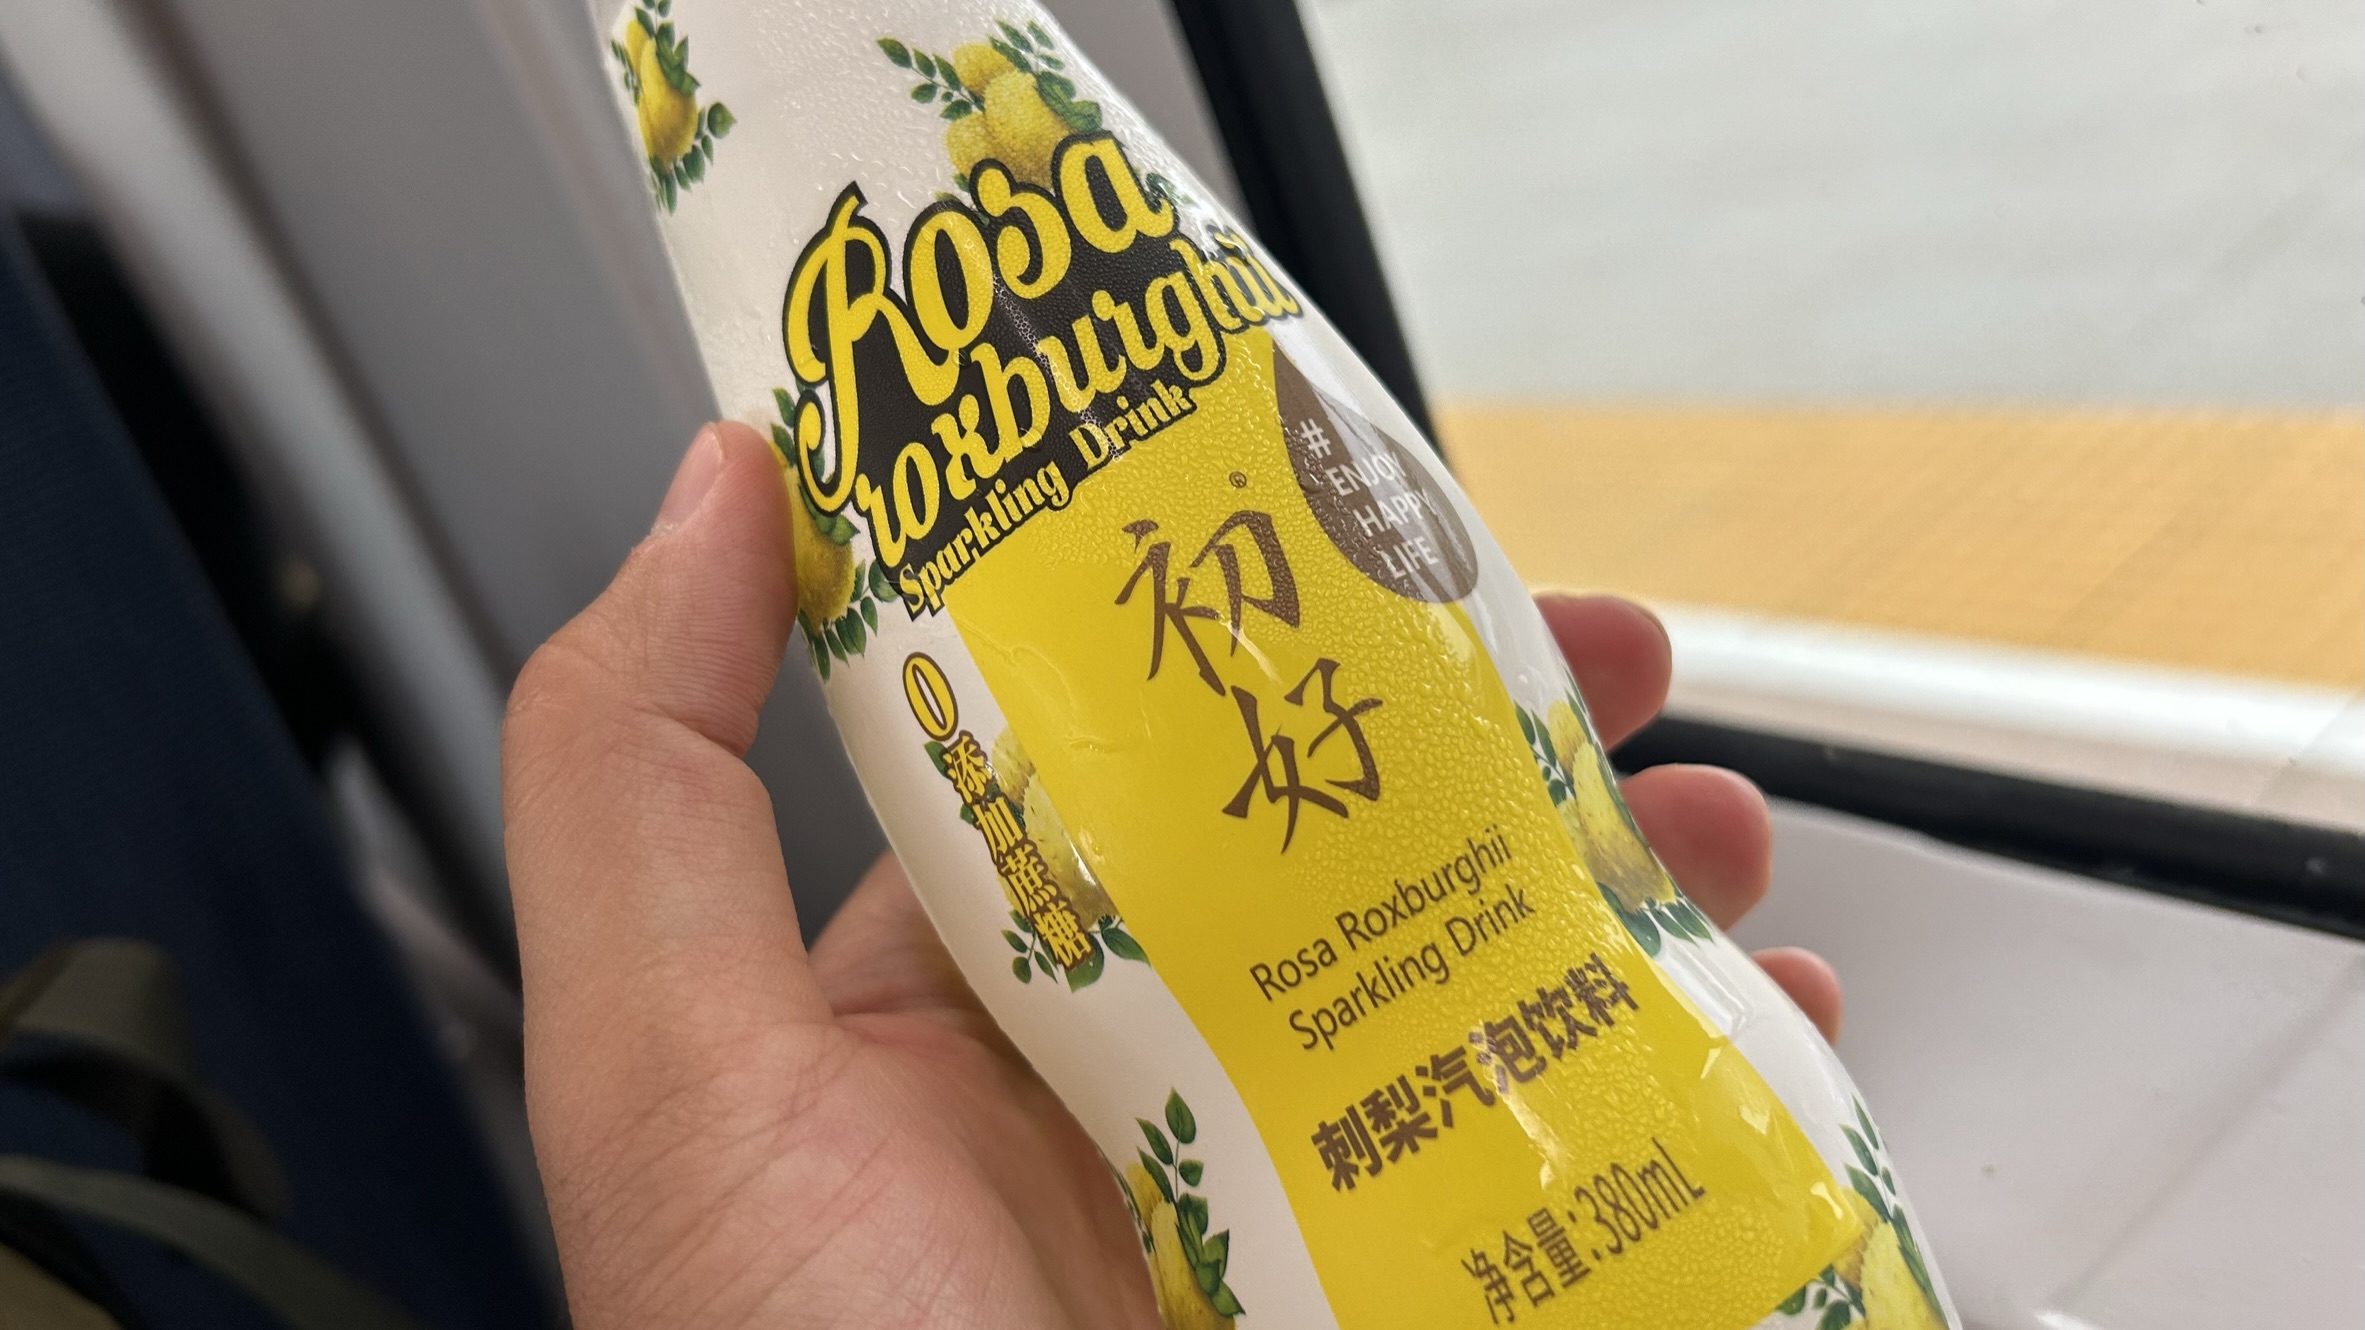 Rosa
roxburghii
Sparkling Drink
#
ENJOY
HAPPY
LIFE
®
初
好
0添加蔗糖
Rosa Roxburghii
Sparkling Drink
刺梨汽泡饮料
净含量:380mL